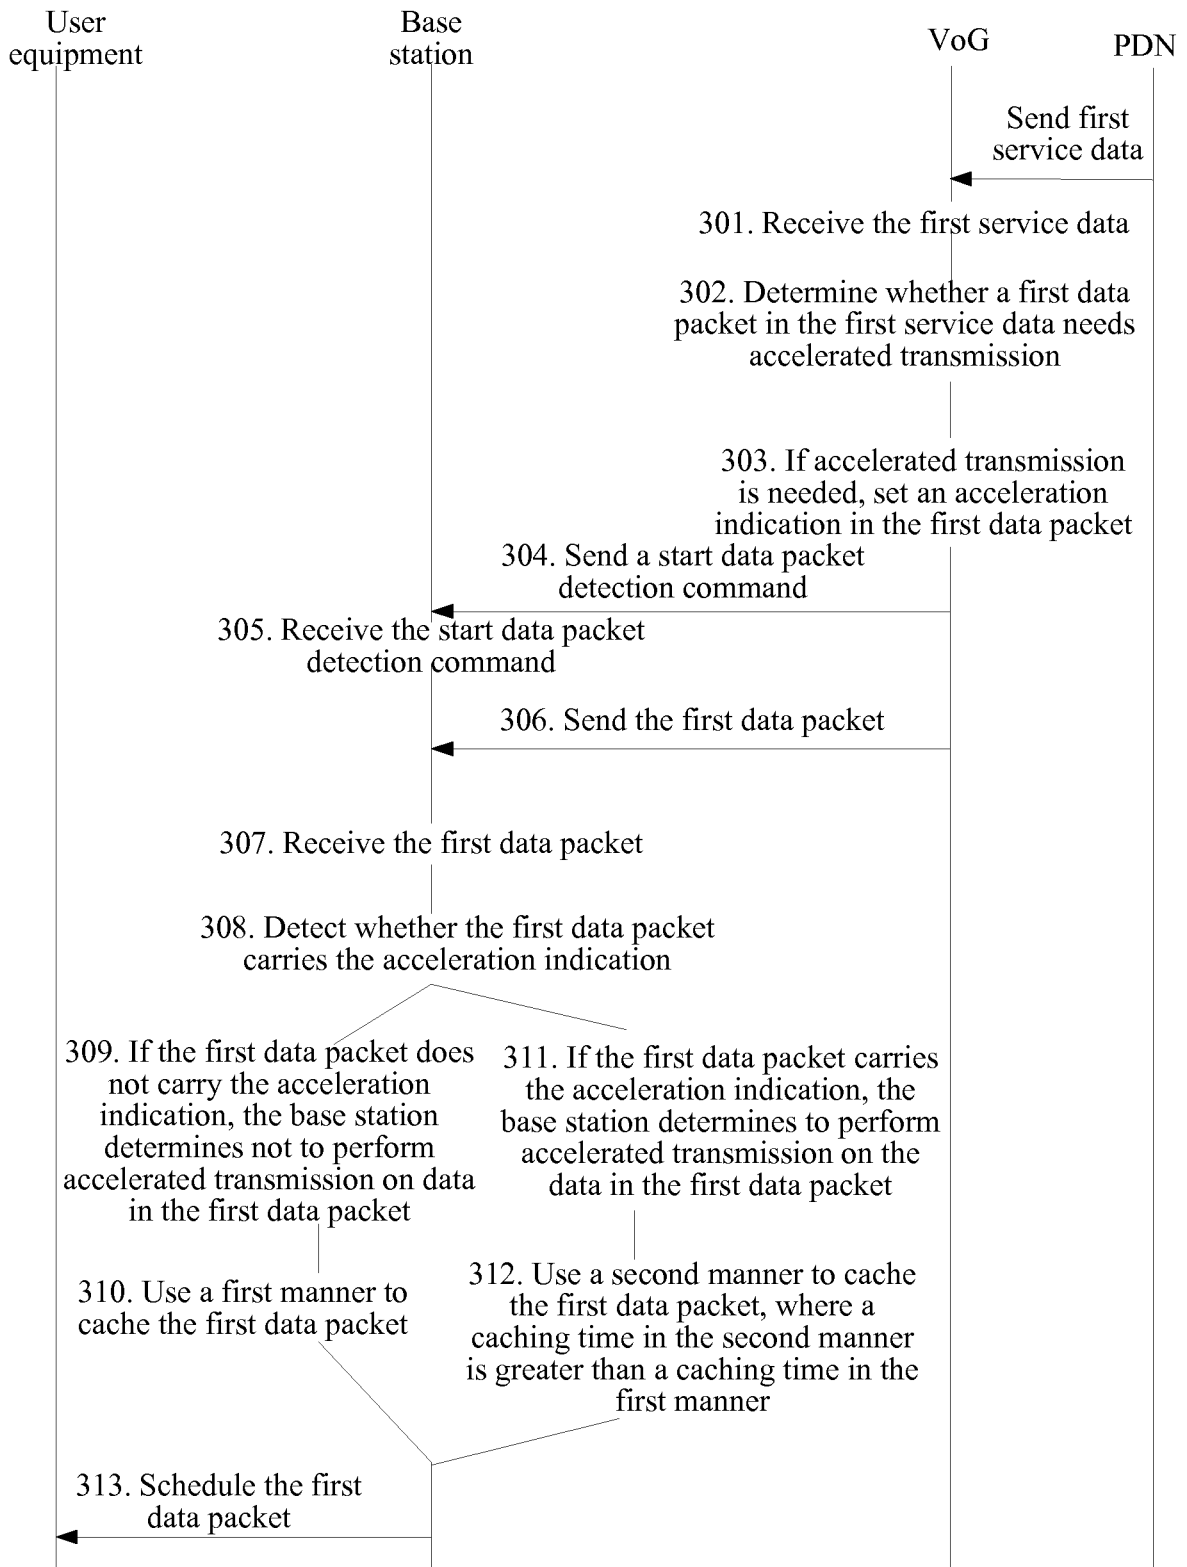 User
equipment
Base
station
VoG
PDN
Send first
service data
301. Receive the first service data
302. Determine whether a first data
packet in the first service data needs
accelerated transmission
303. If accelerated transmission
is needed, set an acceleration
indication in the first data packet
304. Send a start data packet
detection command
305. Receive the start data packet
detection command
306. Send the first data packet
307. Receive the first data packet
308. Detect whether the first data packet
carries the acceleration indication
309. If the first data packet does
not carry the acceleration
indication, the base station
determines not to perform
accelerated transmission on data
in the first data packet
311. If the first data packet carries
the acceleration indication, the
base station determines to perform
accelerated transmission on the
data in the first data packet
310. Use a first manner to
cache the first data packet
312. Use a second manner to cache
the first data packet, where a
caching time in the second manner
is greater than a caching time in the
first manner
313. Schedule the first
data packet